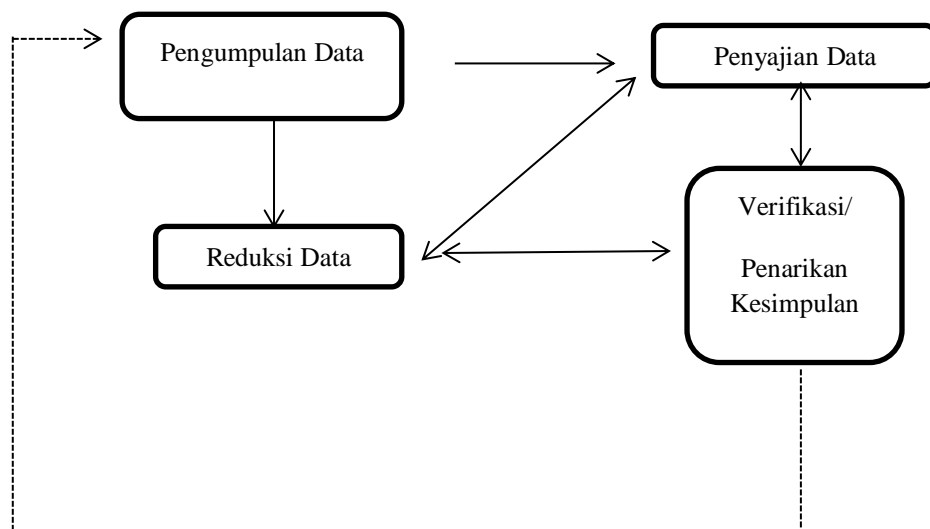 Pengumpulan Data
Penyajian Data
Reduksi Data
Verifikasi/
Penarikan
Kesimpulan